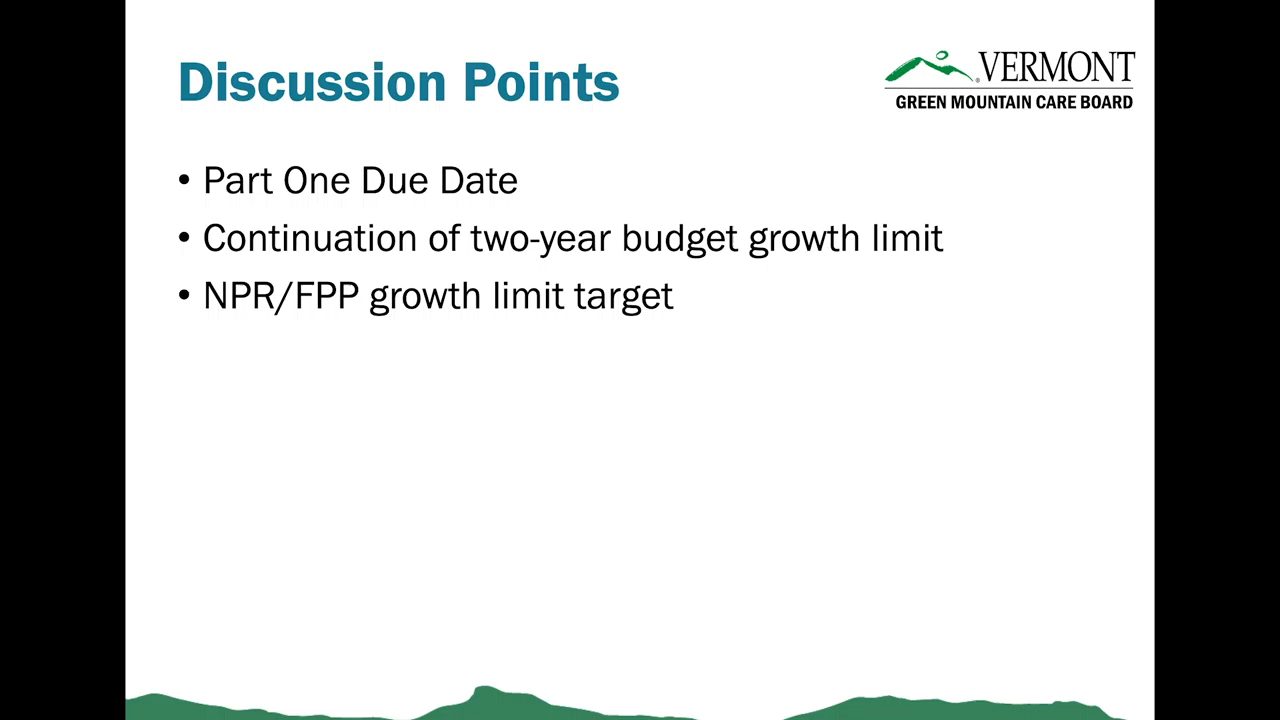 Discussion Points
VERMONT
GREEN MOUNTAIN CARE BOARD
• Part One Due Date
• Continuation of two-year budget growth limit
• NPR/FPP growth limit target